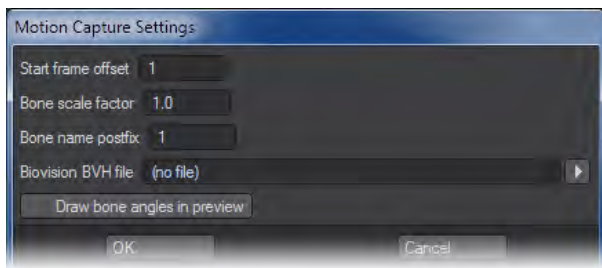 Motion Capture Settings
Start frame offset 1
Bone scale factor 1.0
Bone name postfix 1
Biovision BVH file (no file)
Draw bone angles in preview
OK Cancel